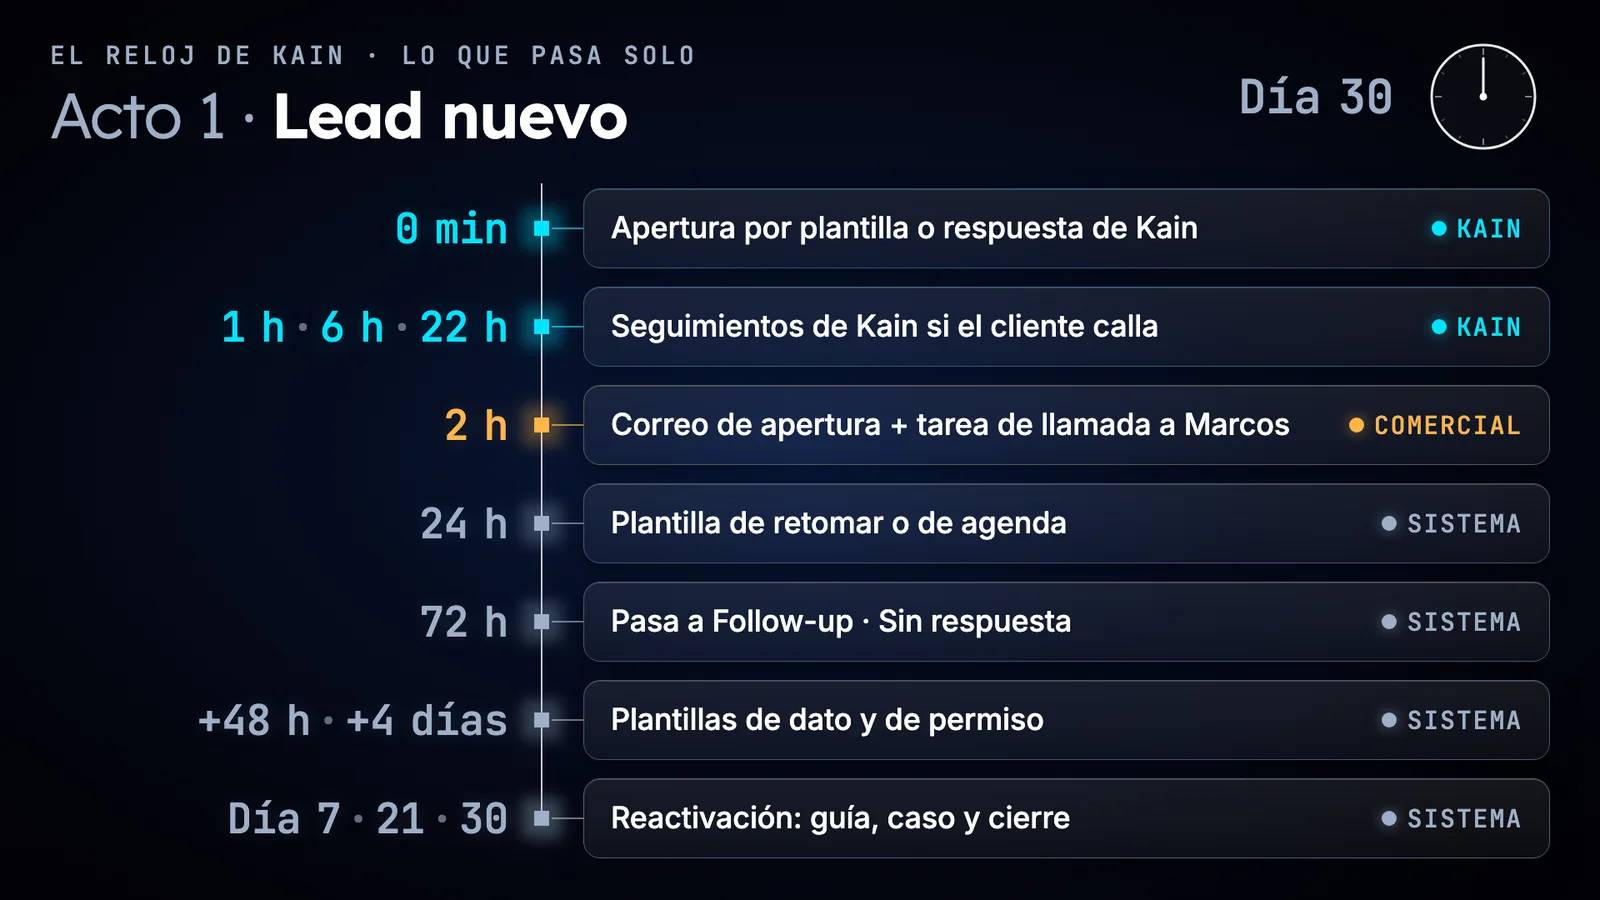 EL RELOJ DE KAIN · LO QUE PASA SOLO
Acto 1 · Lead nuevo
Día 30
0 min
Apertura por plantilla o respuesta de Kain
KAIN
1 h · 6 h · 22 h
Seguimientos de Kain si el cliente calla
KAIN
2 h
Correo de apertura + tarea de llamada a Marcos
COMERCIAL
24 h
Plantilla de retomar o de agenda
SISTEMA
72 h
Pasa a Follow-up · Sin respuesta
SISTEMA
+48 h · +4 días
Plantillas de dato y de permiso
SISTEMA
Día 7 · 21 · 30
Reactivación: guía, caso y cierre
SISTEMA